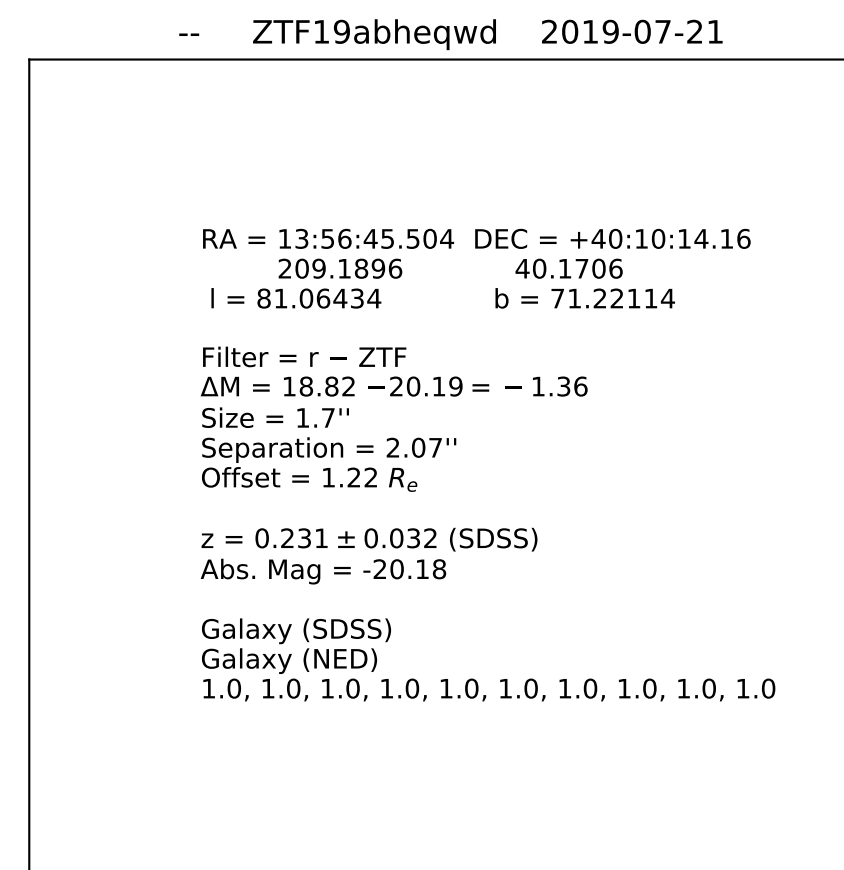 -- ZTF19abheqwd 2019-07-21
RA = 13:56:45.504 DEC = +40:10:14.16
209.1896 40.1706
l = 81.06434 b = 71.22114
Filter = r − ZTF
ΔM = 18.82 −20.19 = − 1.36
Size = 1.7''
Separation = 2.07''
Offset = 1.22 Rₑ
z = 0.231 ± 0.032 (SDSS)
Abs. Mag = -20.18
Galaxy (SDSS)
Galaxy (NED)
1.0, 1.0, 1.0, 1.0, 1.0, 1.0, 1.0, 1.0, 1.0, 1.0